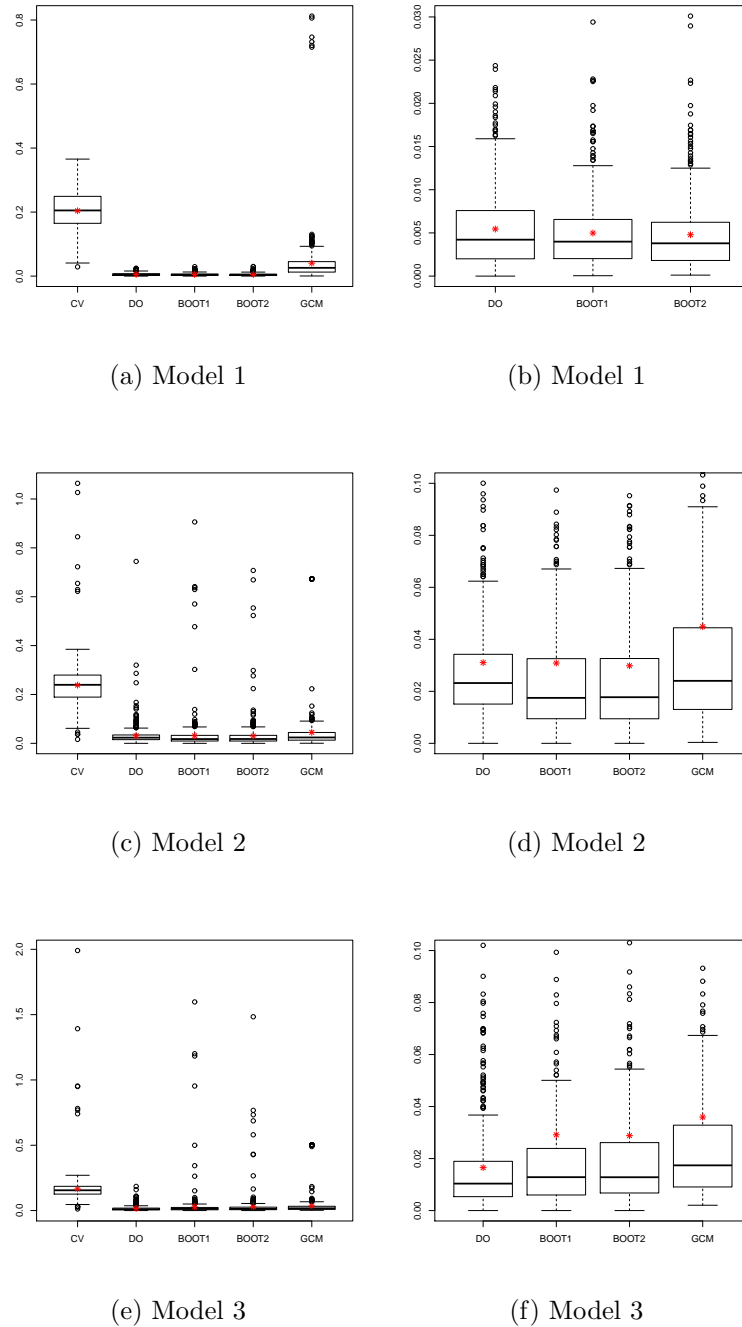 0.8
0.6
0.4
0.2
0.0
CV DO BOOT1 BOOT2 GCM
(a) Model 1
0.030
0.025
0.020
0.015
0.010
0.005
0.000
DO BOOT1 BOOT2
(b) Model 1
1.0
0.8
0.6
0.4
0.2
0.0
CV DO BOOT1 BOOT2 GCM
(c) Model 2
0.10
0.08
0.06
0.04
0.02
0.00
DO BOOT1 BOOT2 GCM
(d) Model 2
2.0
1.5
1.0
0.5
0.0
CV DO BOOT1 BOOT2 GCM
(e) Model 3
0.10
0.08
0.06
0.04
0.02
0.00
DO BOOT1 BOOT2 GCM
(f) Model 3